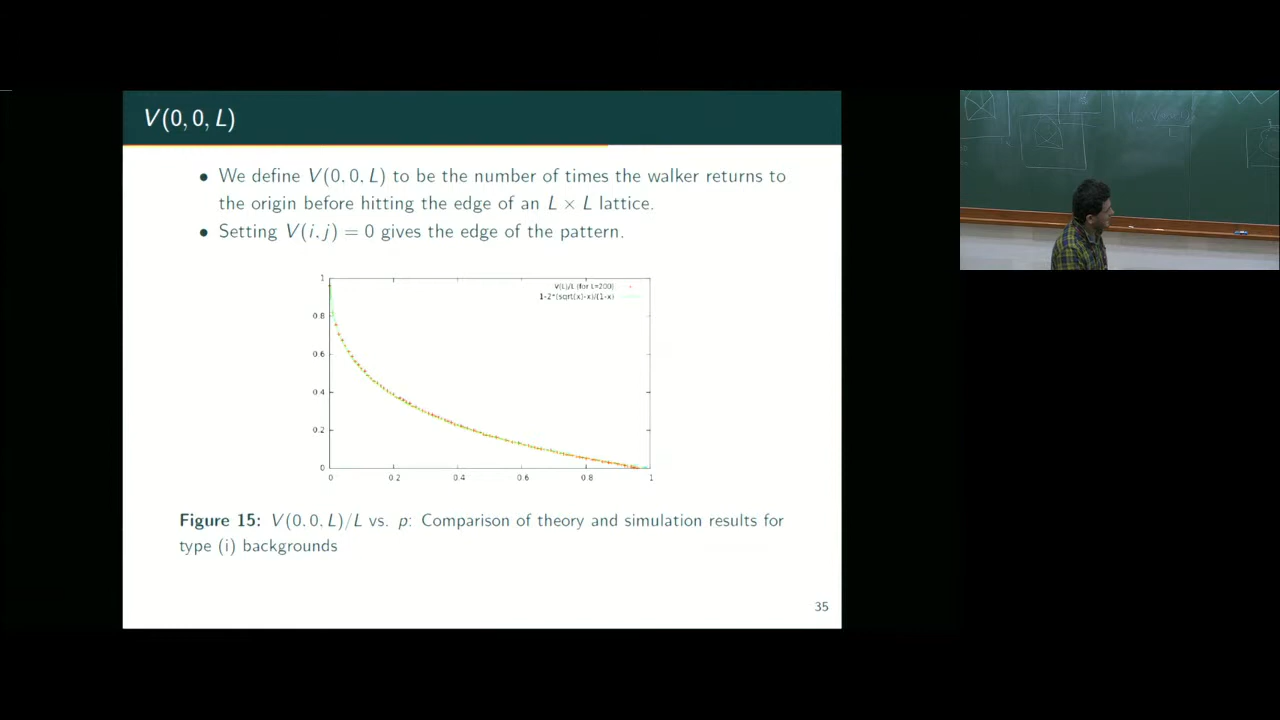 V(0, 0, L)
• We define V(0, 0, L) to be the number of times the walker returns to
the origin before hitting the edge of an L × L lattice.
• Setting V(i, j) = 0 gives the edge of the pattern.
V(L)/L (for L=200)
1-2*(sqrt(x)-x)/(1-x)
1
0.8
0.6
0.4
0.2
0
0 0.2 0.4 0.6 0.8 1
Figure 15: V(0, 0, L)/L vs. p: Comparison of theory and simulation results for
type (i) backgrounds
35